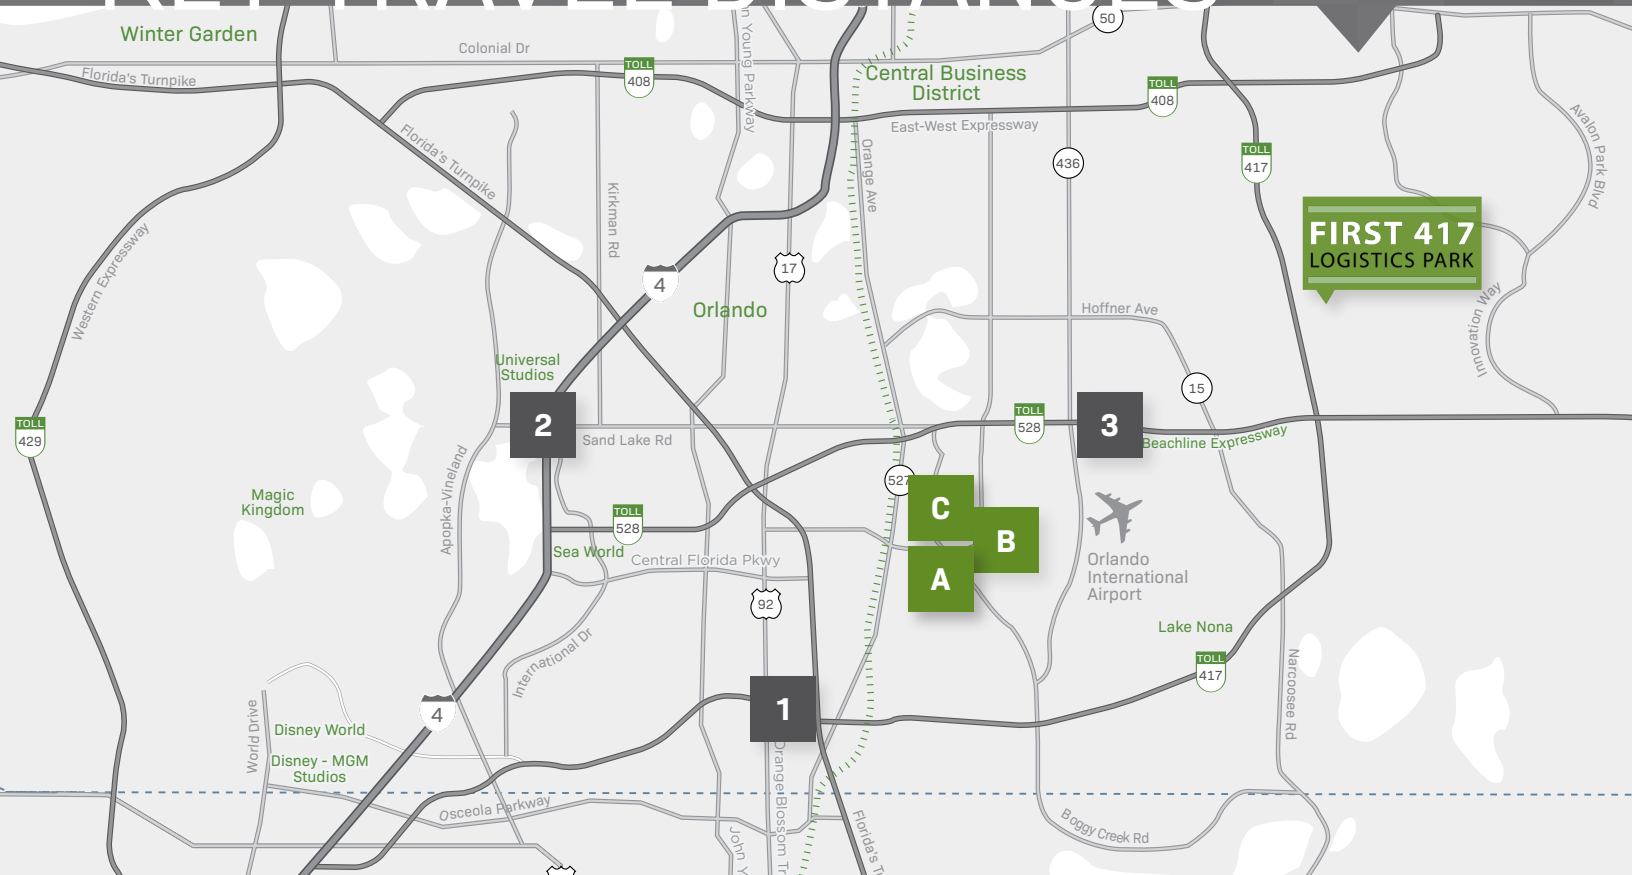 KEY TRAVEL DISTANCES
Winter Garden
Colonial Dr
Florida's Turnpike
TOLL
408
50
Central Business
District
East-West Expressway
TOLL
408
436
TOLL
417
Avalon Park Blvd
n Young Parkway
Orange Ave
Florida's Turnpike
Kirkman Rd
Western Expressway
FIRST 417
LOGISTICS PARK
17
4
Orlando
Hoffner Ave
Innovation Way
Universal
Studios
15
TOLL
429
2
Sand Lake Rd
TOLL
528
3
Beachline Expressway
Apopka-Vineland
Magic
Kingdom
527
C
B
A
TOLL
528
Sea World
Central Florida Pkwy
Orlando
International
Airport
92
Lake Nona
International Dr
TOLL
417
Narcoosee Rd
4
1
World Drive
Disney World
Disney - MGM
Studios
Osceola Parkway
Orange Blossom Tr
John Y
Florida's T
Boggy Creek Rd